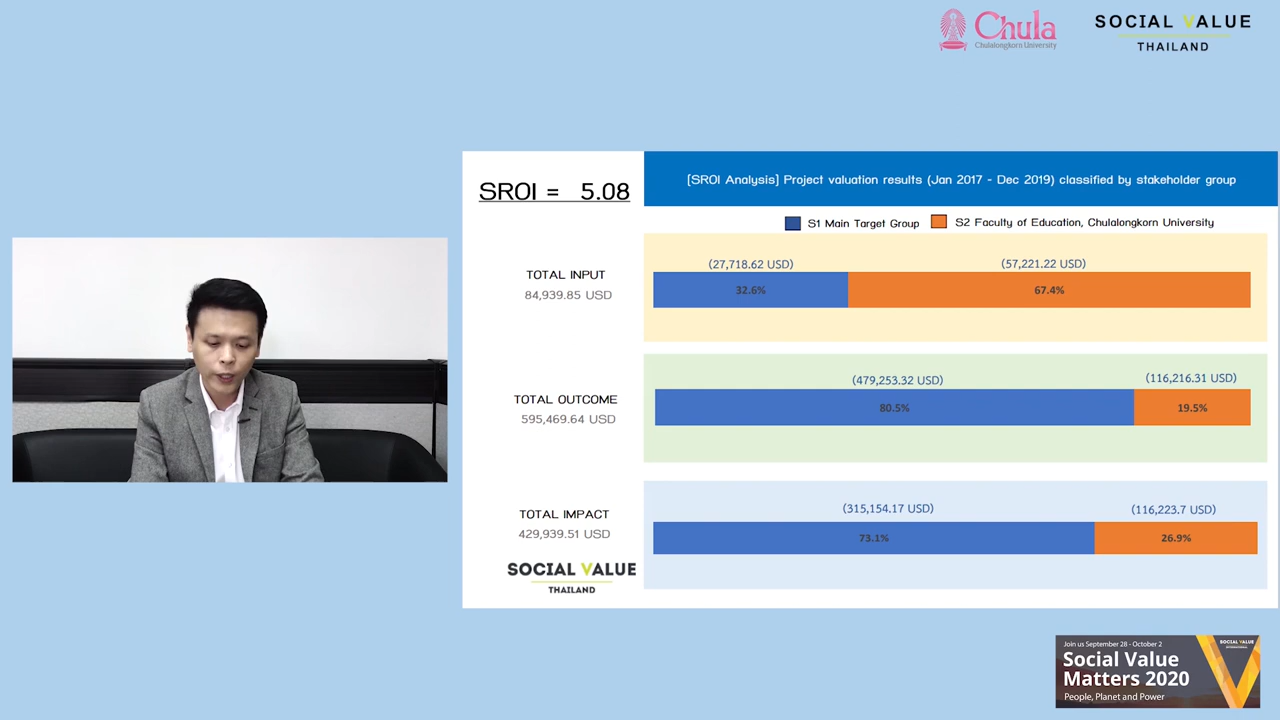 Chula
Chulalongkorn University
SOCIAL VALUE
THAILAND
SROI = 5.08
[SROI Analysis] Project valuation results (Jan 2017 - Dec 2019) classified by stakeholder group
S1 Main Target Group
S2 Faculty of Education, Chulalongkorn University
TOTAL INPUT
84,939.85 USD
(27,718.62 USD)
(57,221.22 USD)
32.6%
67.4%
TOTAL OUTCOME
595,469.64 USD
(479,253.32 USD)
(116,216.31 USD)
80.5%
19.5%
TOTAL IMPACT
429,939.51 USD
(315,154.17 USD)
(116,223.7 USD)
73.1%
26.9%
SOCIAL VALUE
THAILAND
Join us September 28 - October 2
Social Value
Matters 2020
People, Planet and Power
SOCIAL VALUE
INTERNATIONAL